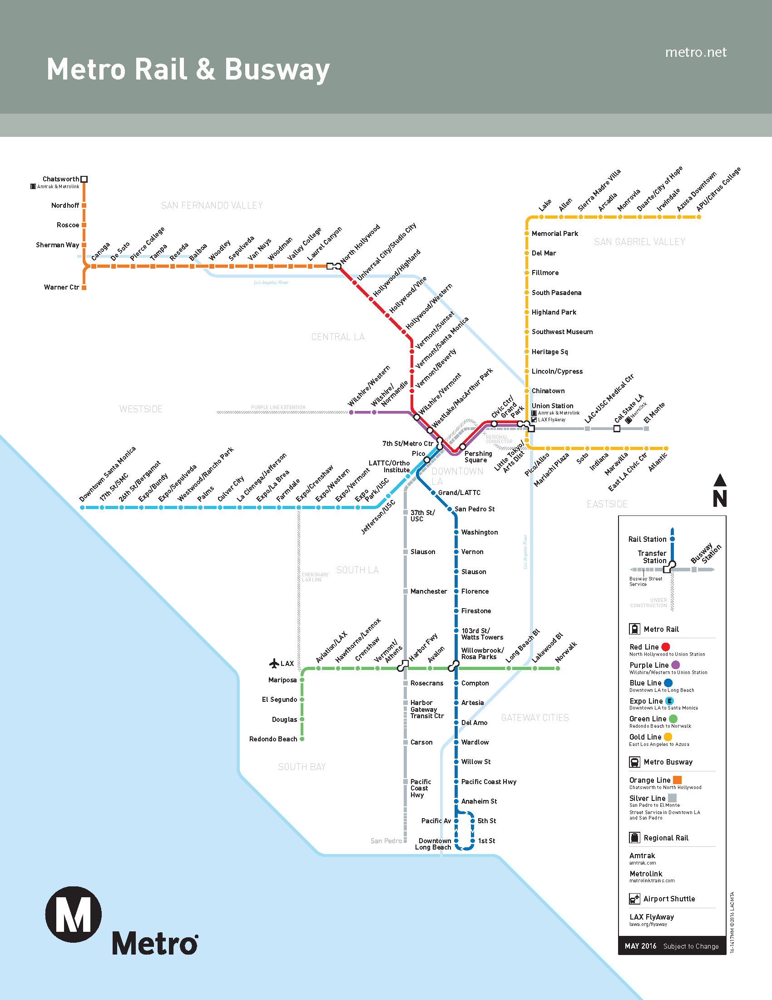 metro.net
Metro Rail & Busway
Chatsworth
Amtrak & Metrolink
Nordhoff
Roscoe
Sherman Way
Warner Ctr
SAN FERNANDO VALLEY
Canoga
De Soto
Pierce College
Tampa
Reseda
Balboa
Woodley
Sepulveda
Van Nuys
Woodman
Valley College
Laurel Canyon
North Hollywood
Los Angeles River
Universal City/Studio City
Hollywood/Highland
Hollywood/Vine
Hollywood/Western
Vermont/Sunset
Vermont/Santa Monica
Vermont/Beverly
Wilshire/Vermont
Westlake/MacArthur Park
CENTRAL LA
Wilshire/Western
Wilshire/
Normandie
WESTSIDE
PURPLE LINE EXTENSION
Lake
Allen
Sierra Madre Villa
Arcadia
Monrovia
Duarte/City of Hope
Irwindale
Azusa Downtown
APU/Citrus College
Memorial Park
SAN GABRIEL VALLEY
Del Mar
Fillmore
South Pasadena
Highland Park
Southwest Museum
Heritage Sq
Lincoln/Cypress
Chinatown
Union Station
Amtrak & Metrolink
LAX FlyAway
Civic Ctr/
Grand
Park
LAC+USC Medical Ctr
Cal State LA
Metrolink
El Monte
REGIONAL
CONNECTOR
7th St/Metro Ctr
Pershing
Square
Pico
LATTC/Ortho
Institute
DOWNTOWN
LA
Little Tokyo/
Arts Dist
Pico/Aliso
Mariachi Plaza
Soto
Indiana
Maravilla
East LA Civic Ctr
Atlantic
EASTSIDE
N
Downtown Santa Monica
17th St/SMC
26th St/Bergamot
Expo/Bundy
Expo/Sepulveda
Westwood/Rancho Park
Palms
Culver City
La Cienega/Jefferson
Expo/La Brea
Farmdale
Expo/Crenshaw
Expo/Western
Expo/Vermont
Expo
Park/USC
Jefferson/USC
Grand/LATTC
San Pedro St
37th St/
USC
Washington
Slauson
Vernon
Slauson
Manchester
Florence
Firestone
103rd St/
Watts Towers
Willowbrook/
Rosa Parks
SOUTH LA
CRENSHAW/
LAX LINE
Los Angeles River
LAX
Aviation/LAX
Hawthorne/Lennox
Crenshaw
Vermont/
Athens
Harbor Fwy
Avalon
Long Beach Bl
Lakewood Bl
Norwalk
Mariposa
El Segundo
Douglas
Redondo Beach
Rosecrans
Harbor
Gateway
Transit Ctr
Carson
Pacific
Coast
Hwy
San Pedro
Compton
Artesia
Del Amo
Wardlow
Willow St
Pacific Coast Hwy
Anaheim St
Pacific Av
5th St
Downtown
Long Beach
1st St
GATEWAY CITIES
SOUTH BAY
Rail Station
Transfer
Station
Busway
Station
Busway Street
Service
UNDER
CONSTRUCTION
Metro Rail
Red Line
North Hollywood to Union Station
Purple Line
Wilshire/Western to Union Station
Blue Line
Downtown LA to Long Beach
Expo Line E
Downtown LA to Santa Monica
Green Line
Redondo Beach to Norwalk
Gold Line
East Los Angeles to Azusa
Metro Busway
Orange Line
Chatsworth to North Hollywood
Silver Line
San Pedro to El Monte
Street Service in Downtown LA
and San Pedro
Regional Rail
Amtrak
amtrak.com
Metrolink
metrolinktrains.com
Airport Shuttle
LAX FlyAway
lawa.org/flyaway
MAY 2016 Subject to Change
16-1417MM ©2016 LACMTA
M
Metro